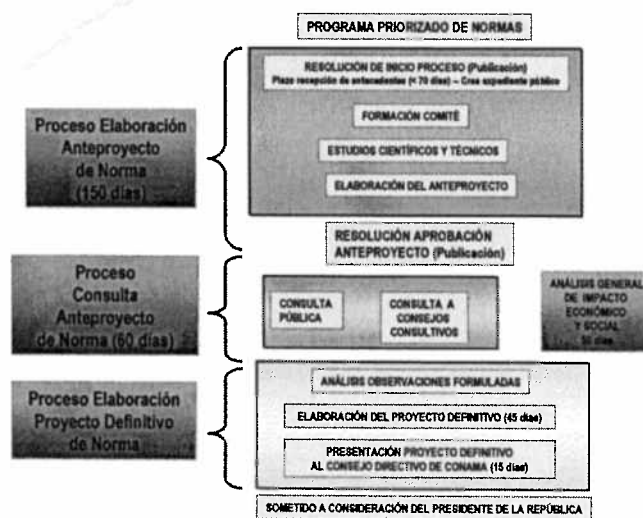 PROGRAMA PRIORIZADO DE NORMAS
RESOLUCIÓN DE INICIO PROCESO (Publicación)
Plazo recepción de antecedentes (< 70 días) – Crea expediente público
FORMACIÓN COMITÉ
ESTUDIOS CIENTÍFICOS Y TÉCNICOS
ELABORACIÓN DEL ANTEPROYECTO
Proceso Elaboración
Anteproyecto
de Norma
(150 días)
RESOLUCIÓN APROBACIÓN
ANTEPROYECTO (Publicación)
Proceso
Consulta
Anteproyecto
de Norma (60 días)
CONSULTA
PÚBLICA
CONSULTA A
CONSEJOS
CONSULTIVOS
ANÁLISIS GENERAL
DE IMPACTO
ECONÓMICO
Y SOCIAL
días
Proceso Elaboración
Proyecto Definitivo
de Norma
ANÁLISIS OBSERVACIONES FORMULADAS
ELABORACIÓN DEL PROYECTO DEFINITIVO (45 días)
PRESENTACIÓN PROYECTO DEFINITIVO
AL CONSEJO DIRECTIVO DE CONAMA (15 días)
SOMETIDO A CONSIDERACIÓN DEL PRESIDENTE DE LA REPÚBLICA